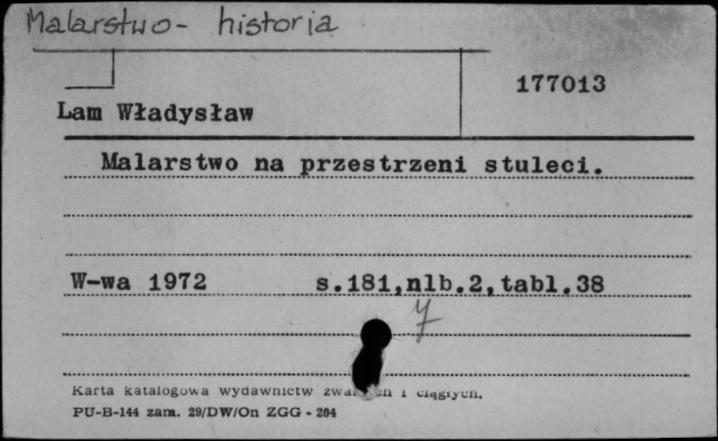 Malarstwo - historia
177013
Lam Władysław
Malarstwo na przestrzeni stuleci.
W-wa 1972 s.181,nlb.2,tabl.38
Karta katalogowa wydawnictw i ciągłych.
PU-B-144 zam. 29/DW/On ZGG - 204